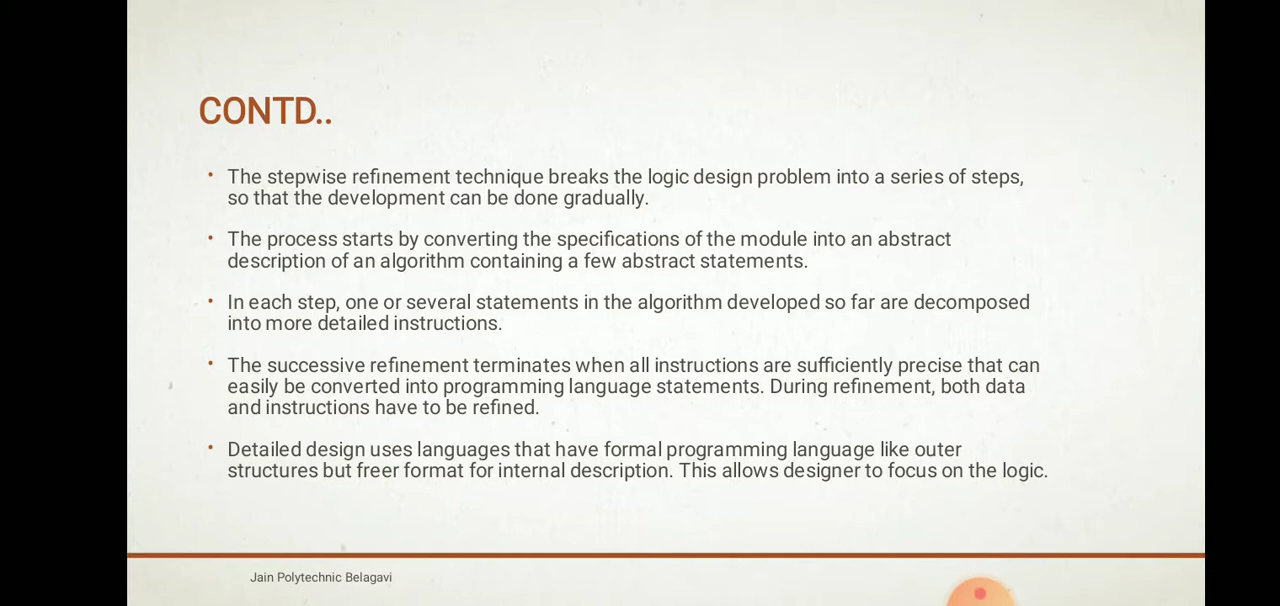 CONTD..
• The stepwise refinement technique breaks the logic design problem into a series of steps,
so that the development can be done gradually.
• The process starts by converting the specifications of the module into an abstract
description of an algorithm containing a few abstract statements.
• In each step, one or several statements in the algorithm developed so far are decomposed
into more detailed instructions.
• The successive refinement terminates when all instructions are sufficiently precise that can
easily be converted into programming language statements. During refinement, both data
and instructions have to be refined.
• Detailed design uses languages that have formal programming language like outer
structures but freer format for internal description. This allows designer to focus on the logic.
Jain Polytechnic Belagavi